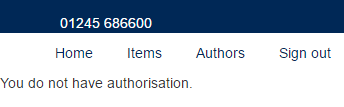 01245 686600
Home Items Authors Sign out
You do not have authorisation.